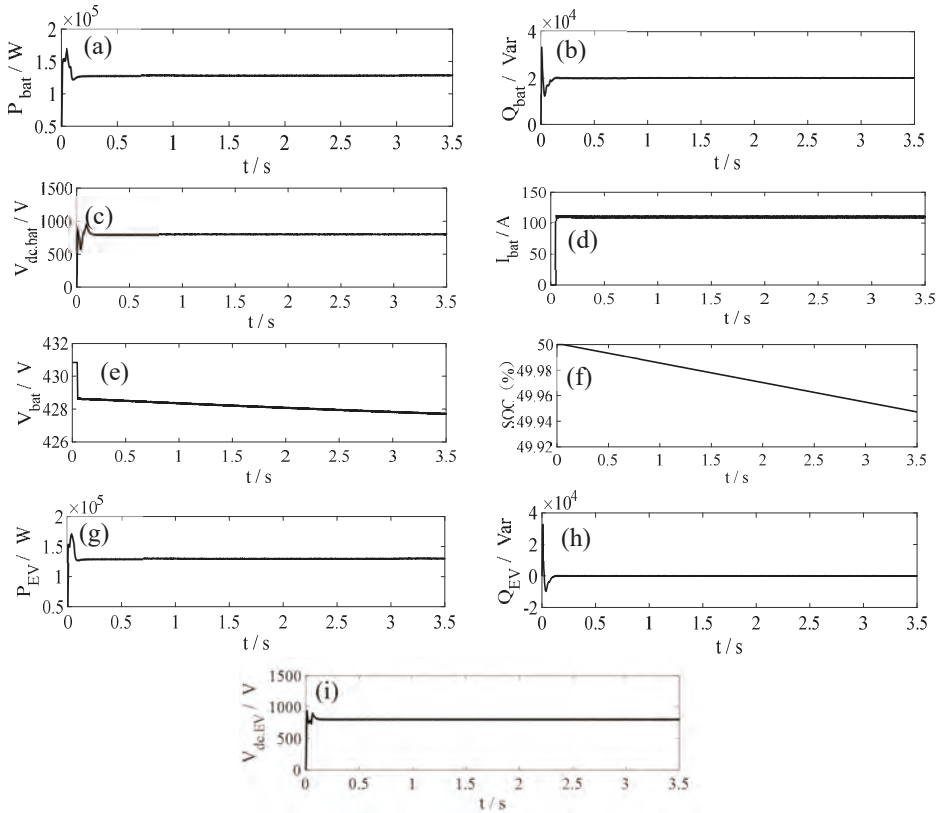 ×10⁵
2
1.5
1
0.5
P_bat / W
(a)
0 0.5 1 1.5 2 2.5 3 3.5
t / s
×10⁴
4
2
0
Q_bat / Var
(b)
0 0.5 1 1.5 2 2.5 3 3.5
t / s
1500
1000
500
0
V_dc.bat / V
(c)
0 0.5 1 1.5 2 2.5 3 3.5
t / s
150
100
50
0
I_bat / A
(d)
0 0.5 1 1.5 2 2.5 3 3.5
t / s
432
430
428
426
V_bat / V
(e)
0 0.5 1 1.5 2 2.5 3 3.5
t / s
50
49.98
49.96
49.94
49.92
SOC (%)
(f)
0 0.5 1 1.5 2 2.5 3 3.5
t / s
×10⁵
2
1.5
1
0.5
P_EV / W
(g)
0 0.5 1 1.5 2 2.5 3 3.5
t / s
×10⁴
4
2
0
-2
Q_EV / Var
(h)
0 0.5 1 1.5 2 2.5 3 3.5
t / s
1500
1000
500
0
V_dc.EV / V
(i)
0 0.5 1 1.5 2 2.5 3 3.5
t / s